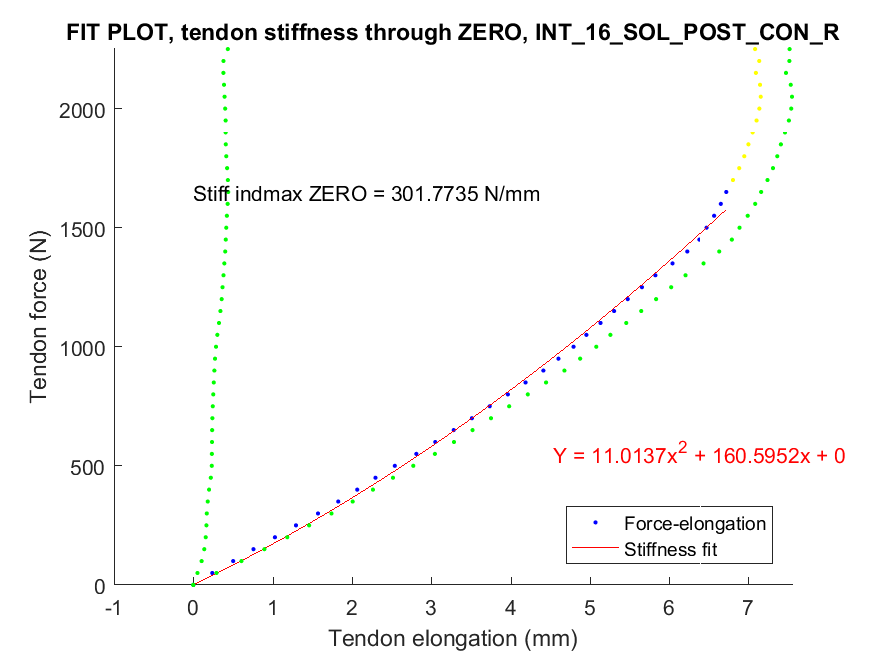 FIT PLOT, tendon stiffness through ZERO, INT_16_SOL_POST_CON_R
2000
Stiff indmax ZERO = 301.7735 N/mm
1500
Tendon force (N)
1000
Y = 11.0137x² + 160.5952x + 0
500
Force-elongation
Stiffness fit
0
-1 0 1 2 3 4 5 6 7
Tendon elongation (mm)